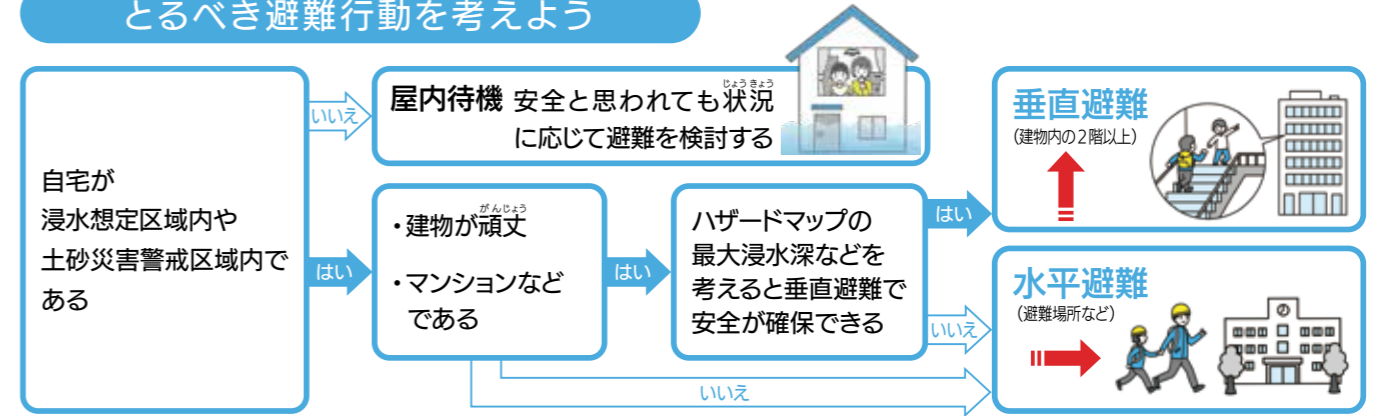 とるべき避難行動を考えよう
自宅が
浸水想定区域内や
土砂災害警戒区域内で
ある
いいえ
屋内待機 安全と思われても状況
じょうきょう
に応じて避難を検討する
はい
・建物が頑丈
がんじょう
・マンションなど
である
はい
ハザードマップの
最大浸水深などを
考えると垂直避難で
安全が確保できる
はい
垂直避難
(建物内の2階以上)
いいえ
水平避難
(避難場所など)
いいえ